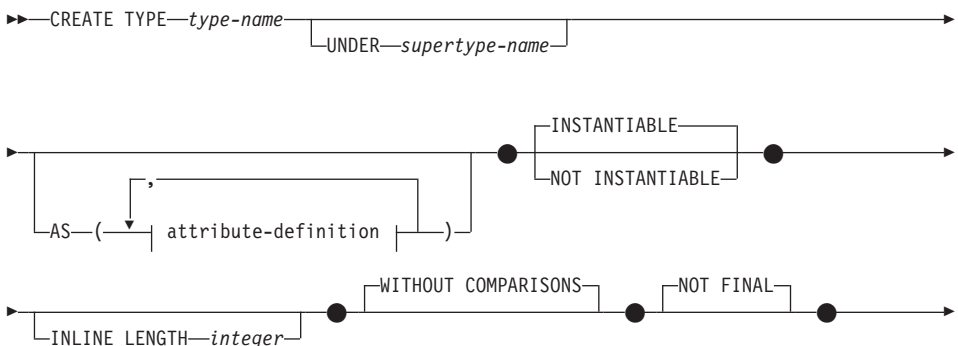 CREATE TYPE type-name
UNDER supertype-name
INSTANTIABLE
NOT INSTANTIABLE
,
AS ( attribute-definition )
WITHOUT COMPARISONS NOT FINAL
INLINE LENGTH integer